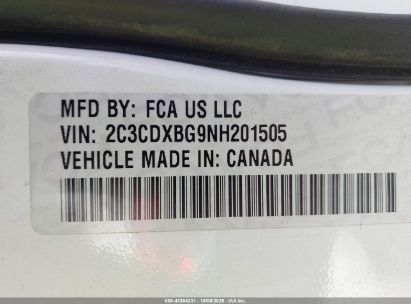 MFD BY: FCA US LLC
VIN: 2C3CDXBG9NH201505
VEHICLE MADE IN: CANADA